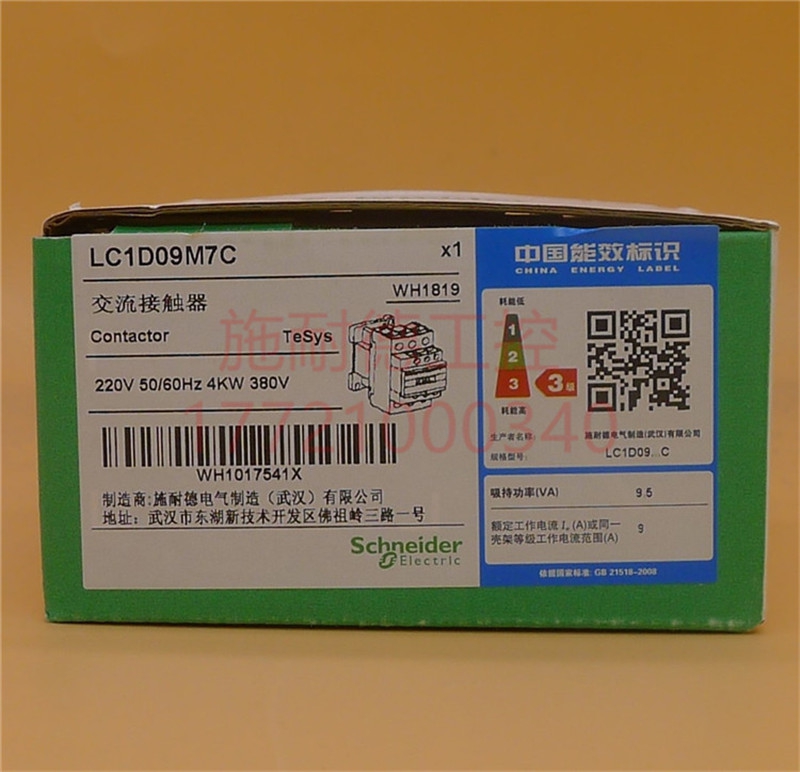 LC1D09M7C
x1
交流接触器
WH1819
Contactor
TeSys
220V 50/60Hz 4KW 380V
WH1017541X
制造商:施耐德电气制造（武汉）有限公司
地址: 武汉市东湖新技术开发区佛祖岭三路一号
Schneider
Electric
中国能效标识
CHINA ENERGY LABEL
耗能低
1
2
3
3级
耗能高
生产者名称:
施耐德电气制造(武汉)有限公司
规格型号:
LC1D09...C
吸持功率(VA)
9.5
额定工作电流Iₑ(A)或同一
壳架等级工作电流范围(A)
9
依据国家标准: GB 21518-2008
施耐德工控
17721000340